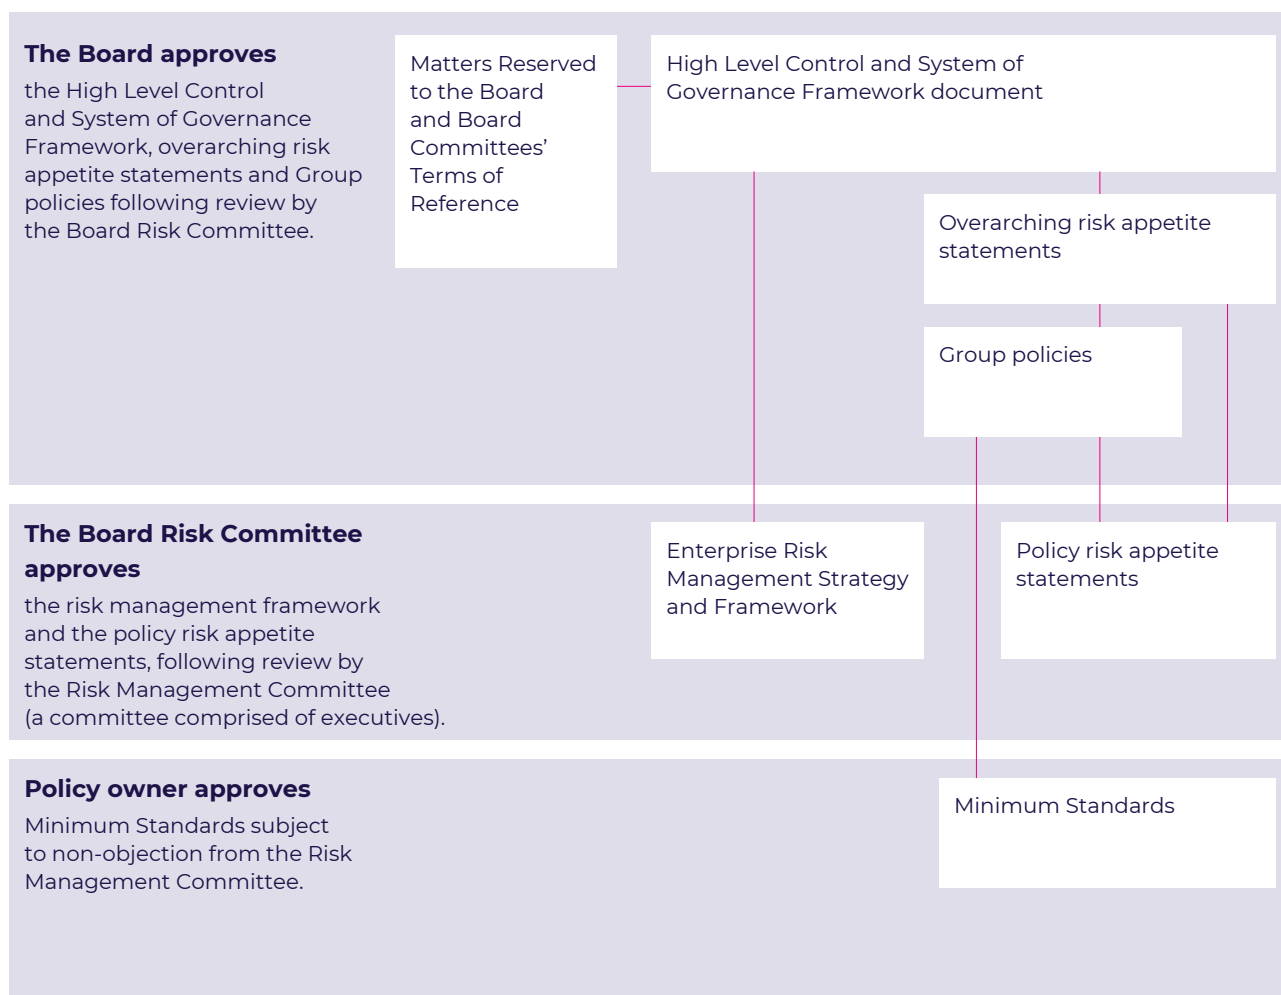 The Board approves
the High Level Control
and System of Governance
Framework, overarching risk
appetite statements and Group
policies following review by
the Board Risk Committee.
Matters Reserved
to the Board
and Board
Committees’
Terms of
Reference
High Level Control and System of
Governance Framework document
Overarching risk appetite
statements
Group policies
The Board Risk Committee
approves
the risk management framework
and the policy risk appetite
statements, following review by
the Risk Management Committee
(a committee comprised of executives).
Enterprise Risk
Management Strategy
and Framework
Policy risk appetite
statements
Policy owner approves
Minimum Standards subject
to non-objection from the Risk
Management Committee.
Minimum Standards